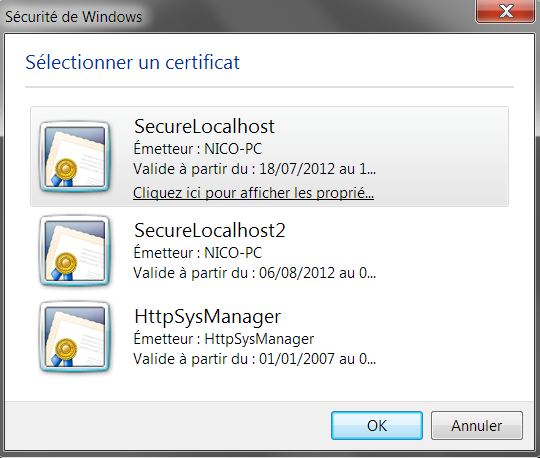 Sécurité de Windows
Sélectionner un certificat
SecureLocalhost
Émetteur : NICO-PC
Valide à partir du : 18/07/2012 au 1...
Cliquez ici pour afficher les proprié...
SecureLocalhost2
Émetteur : NICO-PC
Valide à partir du : 06/08/2012 au 0...
HttpSysManager
Émetteur : HttpSysManager
Valide à partir du : 01/01/2007 au 0...
OK Annuler